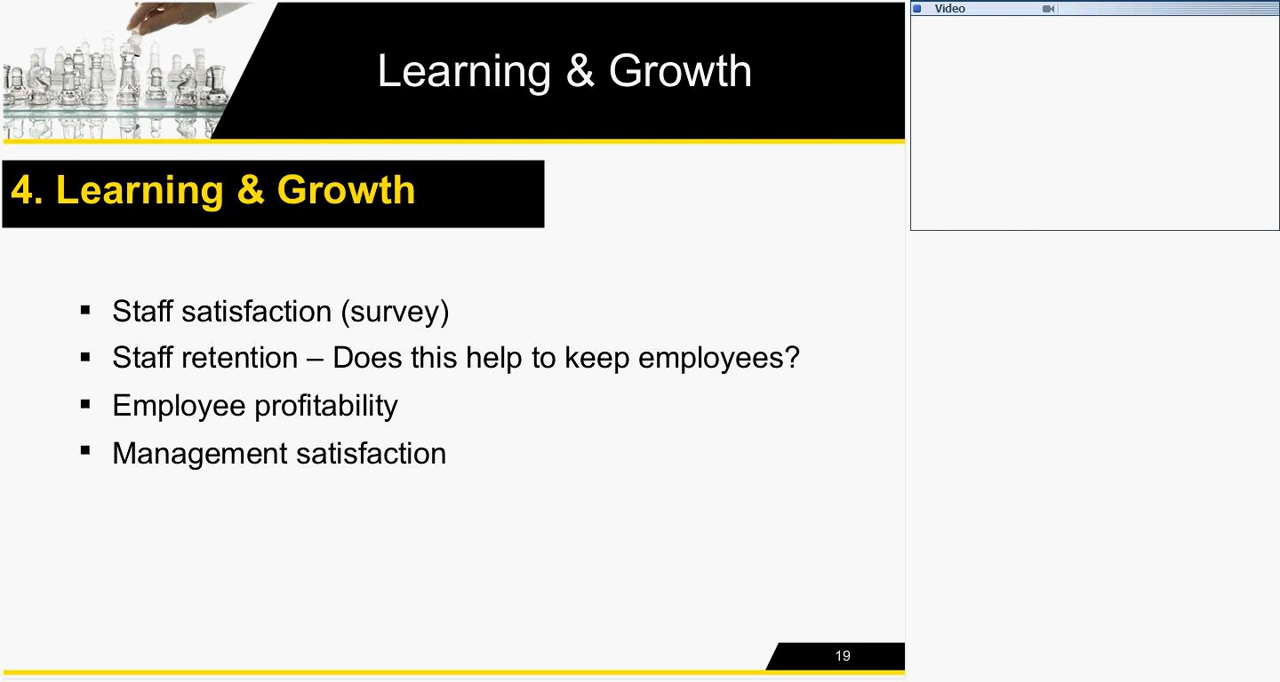 Learning & Growth
Video
4. Learning & Growth
▪ Staff satisfaction (survey)
▪ Staff retention – Does this help to keep employees?
▪ Employee profitability
▪ Management satisfaction
19